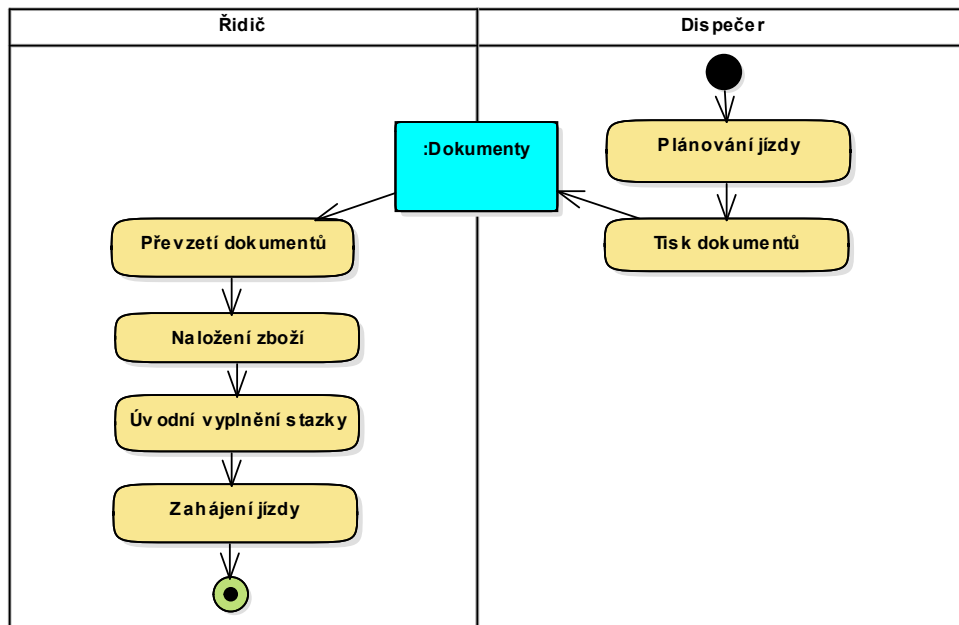 Řidič
Dispečer
:Dokumenty
Plánování jízdy
Tisk dokumentů
Převzetí dokumentů
Naložení zboží
Úvodní vyplnění stazky
Zahájení jízdy